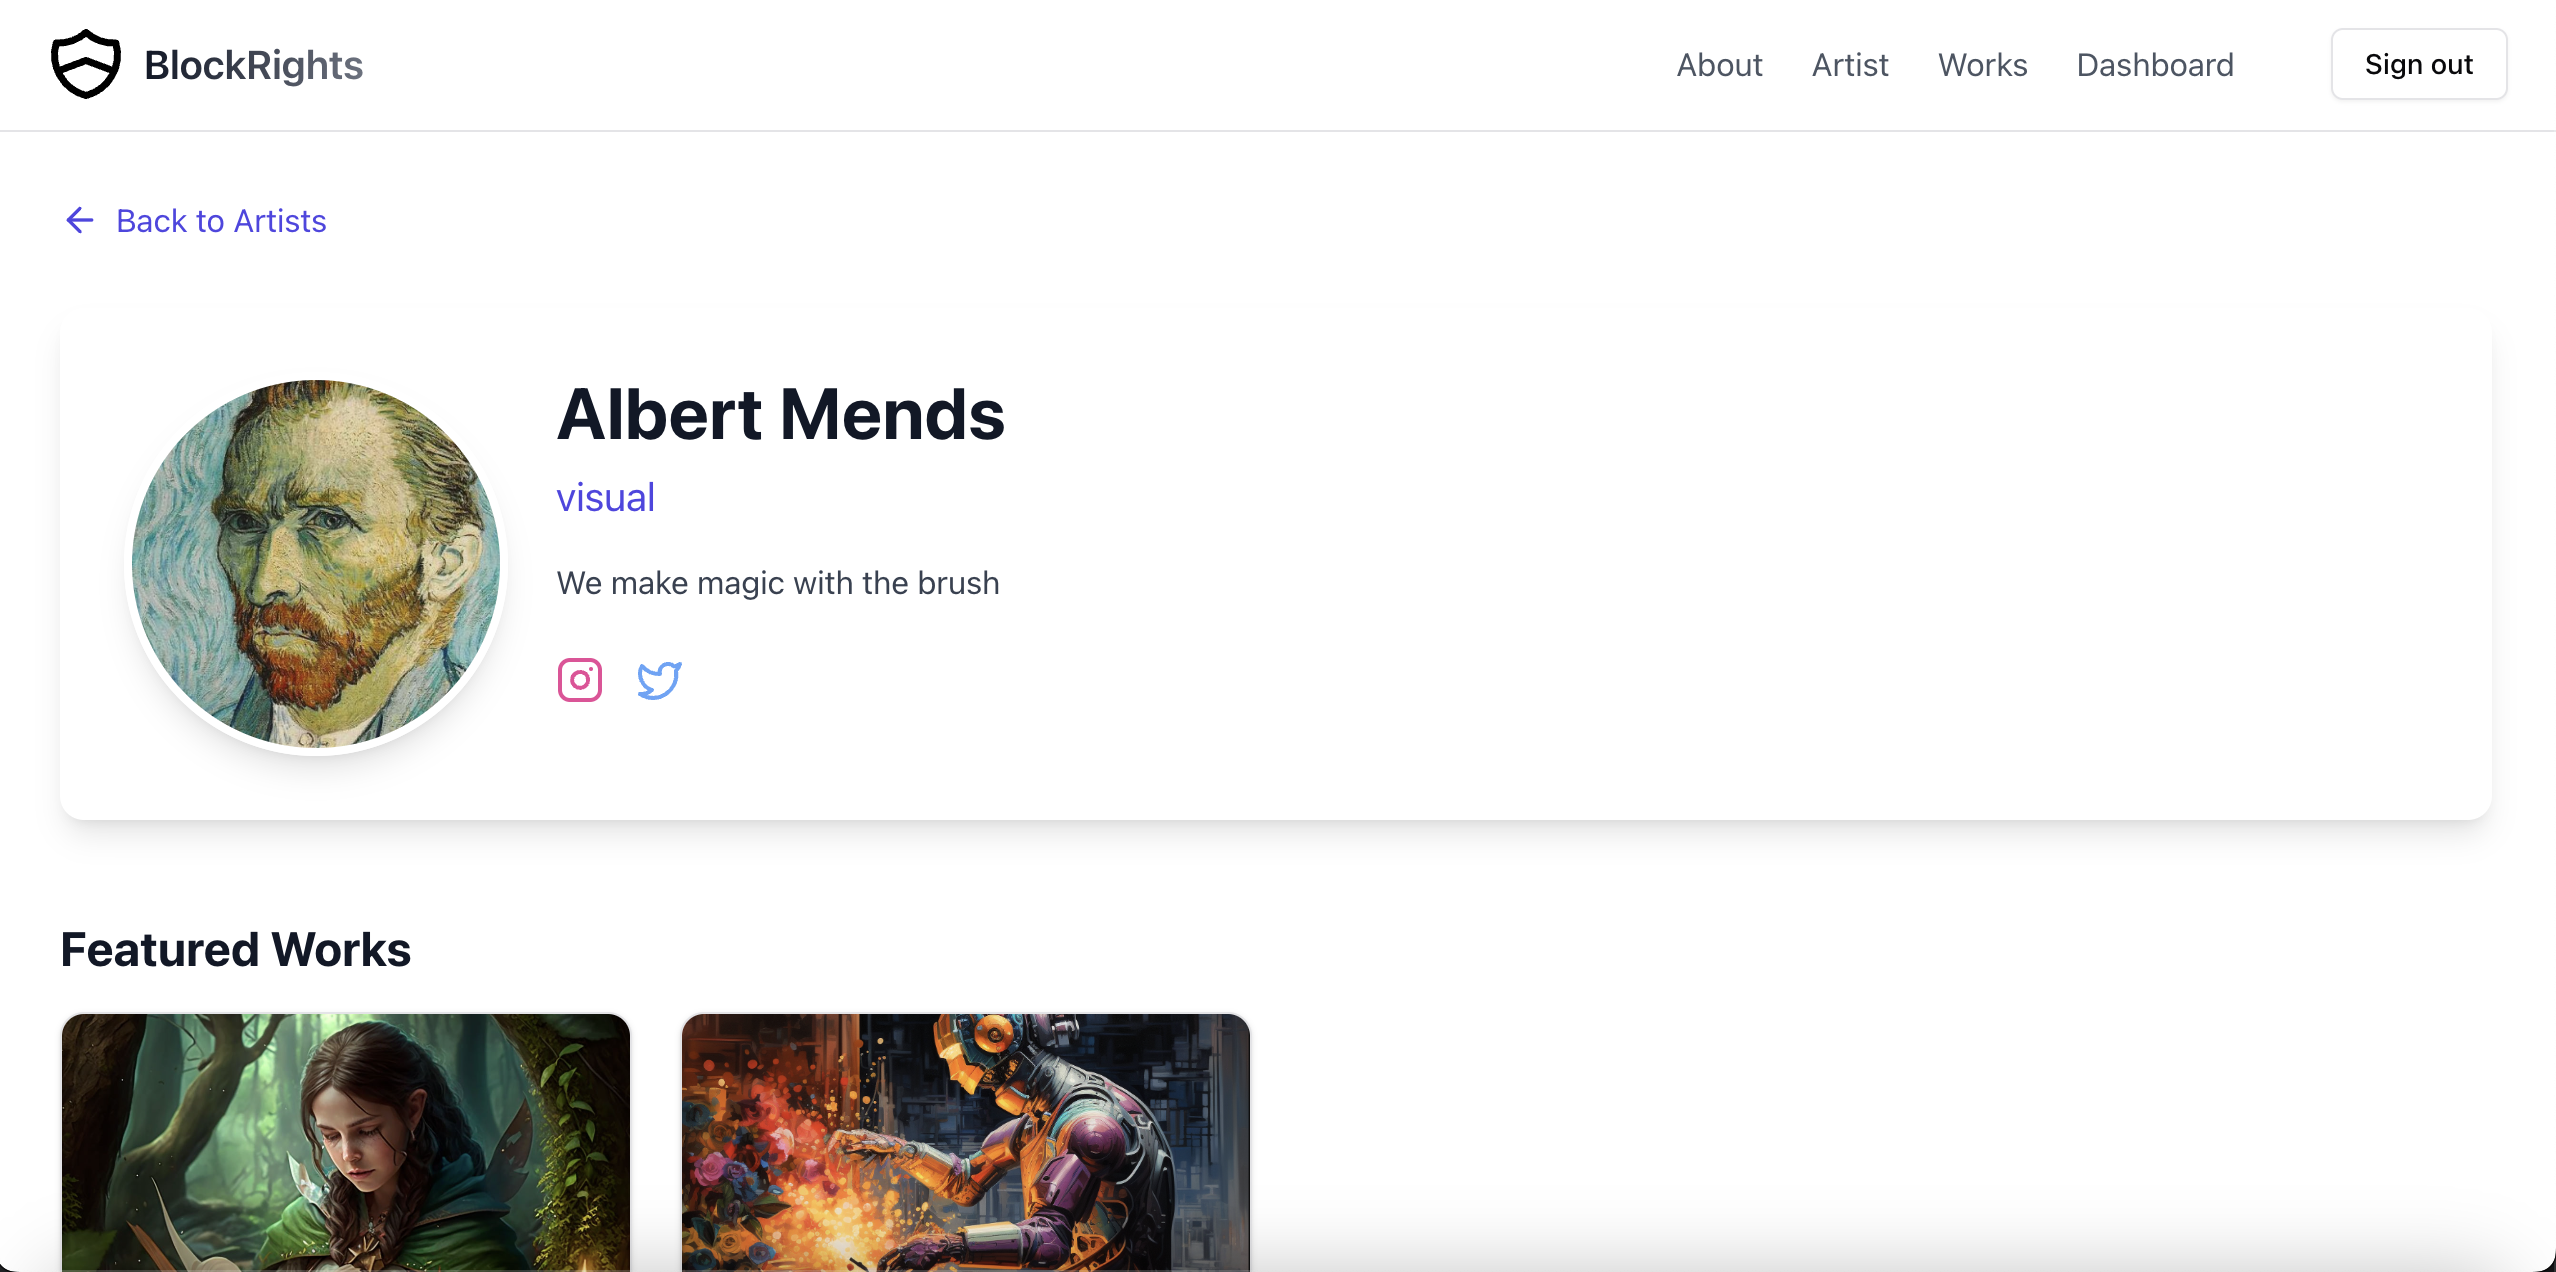 BlockRights
About Artist Works Dashboard Sign out
Back to Artists
Albert Mends
visual
We make magic with the brush
Featured Works